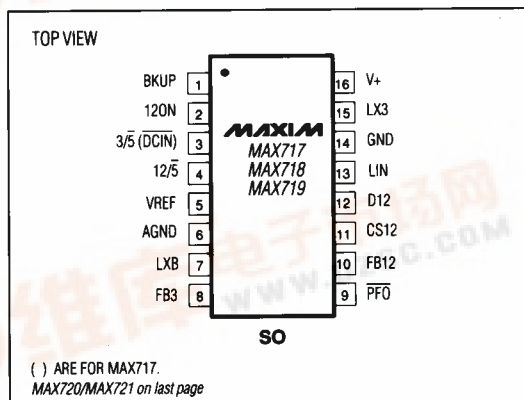 TOP VIEW
BKUP 1
12ON 2
3/5̅ (D̅C̅I̅N̅) 3
12/5̅ 4
VREF 5
AGND 6
LXB 7
FB3 8
MAXIM
MAX717
MAX718
MAX719
16 V+
15 LX3
14 GND
13 LIN
12 D12
11 CS12
10 FB12
9 P̅F̅O̅
SO
( ) ARE FOR MAX717.
MAX720/MAX721 on last page